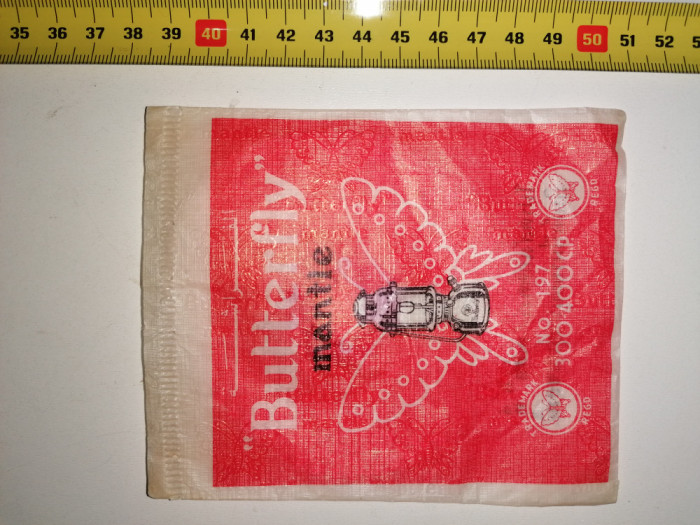 35 36 37 38 39 40 41 42 43 44 45 46 47 48 49 50 51 52 5
"Butterfly"
mantle
TRADEMARK REGD
NO. 197
300 400 CP
TRADEMARK REGD